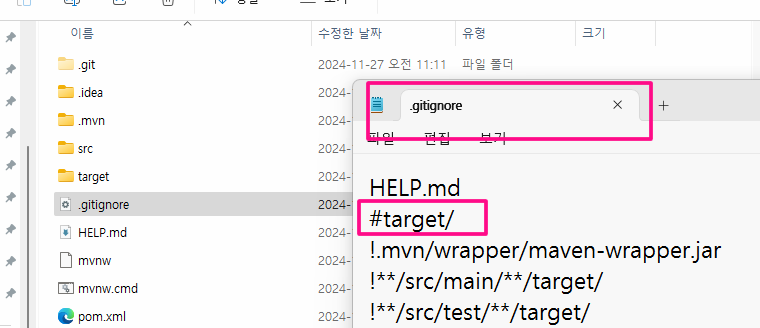 이름 수정한 날짜 유형 크기
.git 2024-11-27 오전 11:11 파일 폴더
.idea 2024-
.mvn 2024-
src 2024-
target 2024-
.gitignore 2024-
HELP.md 2024-
mvnw 2024-
mvnw.cmd 2024-
pom.xml 2024-
.gitignore
파일 편집 보기
HELP.md
#target/
!.mvn/wrapper/maven-wrapper.jar
!**/src/main/**/target/
!**/src/test/**/target/